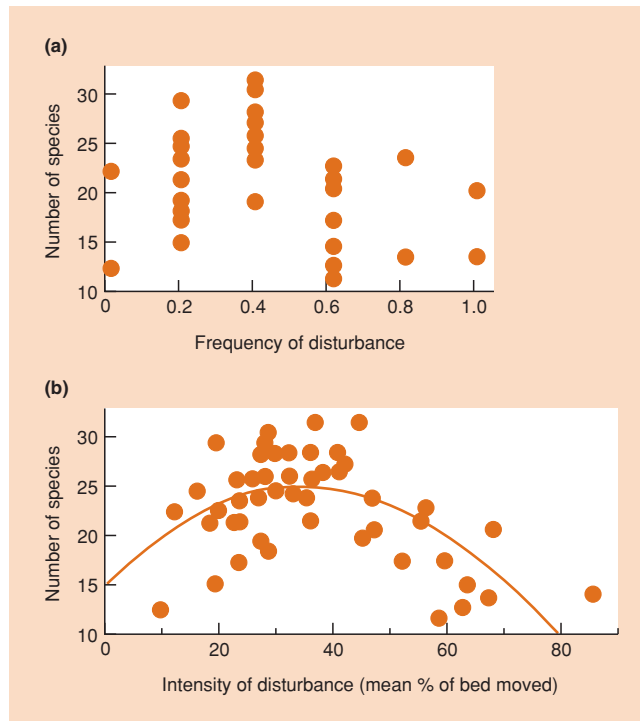 (a)
Number of species
30
25
20
15
10
0 0.2 0.4 0.6 0.8 1.0
Frequency of disturbance
(b)
Number of species
30
25
20
15
10
0 20 40 60 80
Intensity of disturbance (mean % of bed moved)